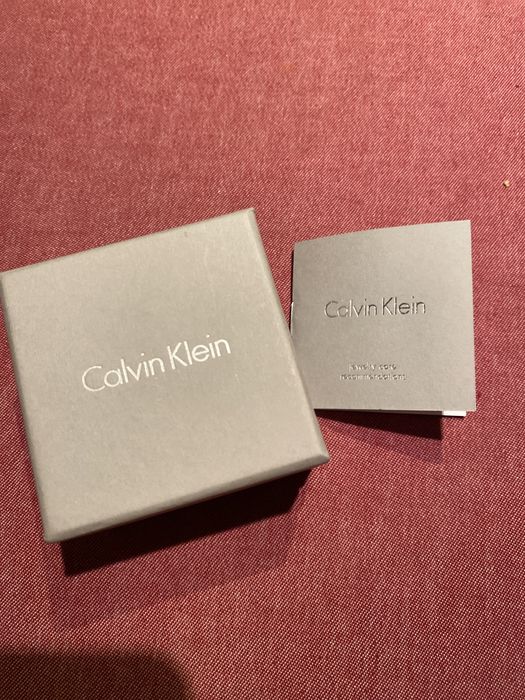 Calvin Klein
Calvin Klein
jewelry care
recommendations